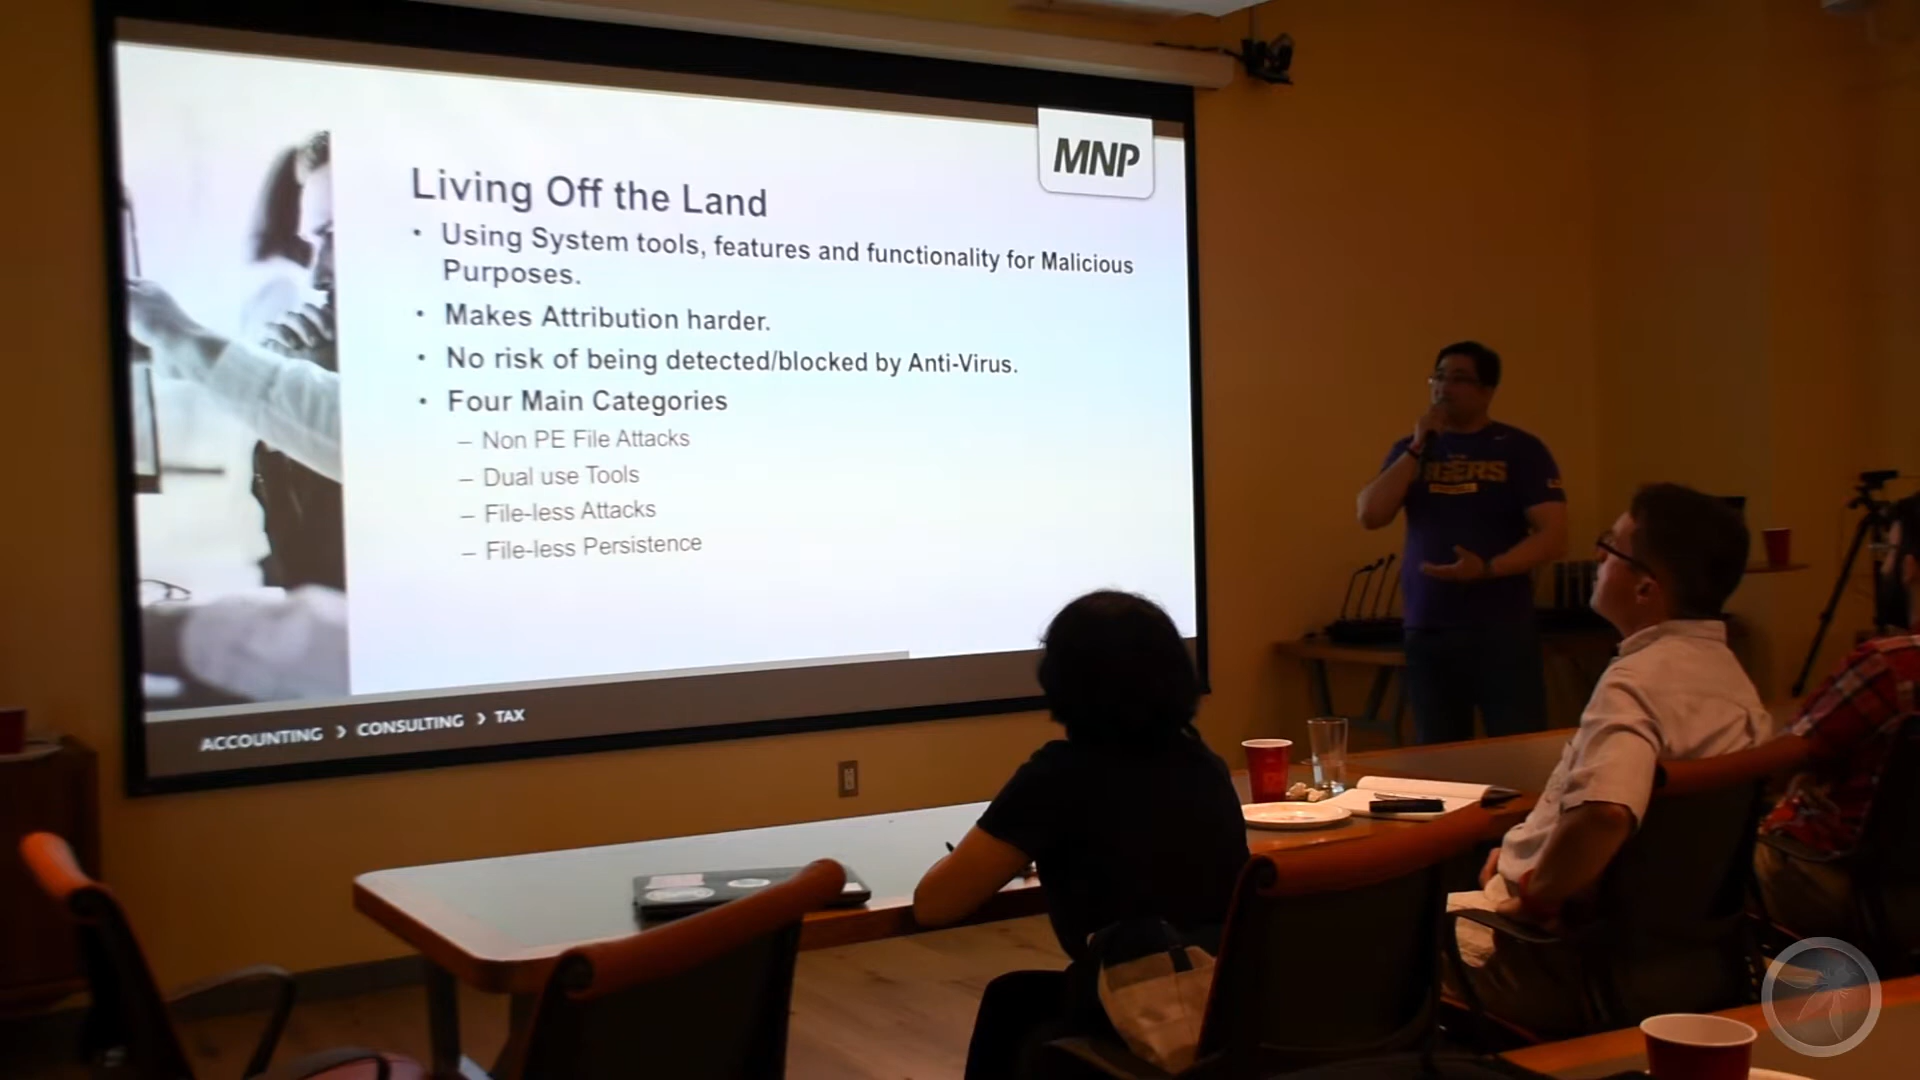 MNP
Living Off the Land
• Using System tools, features and functionality for Malicious
Purposes.
• Makes Attribution harder.
• No risk of being detected/blocked by Anti-Virus.
• Four Main Categories
– Non PE File Attacks
– Dual use Tools
– File-less Attacks
– File-less Persistence
ACCOUNTING › CONSULTING › TAX